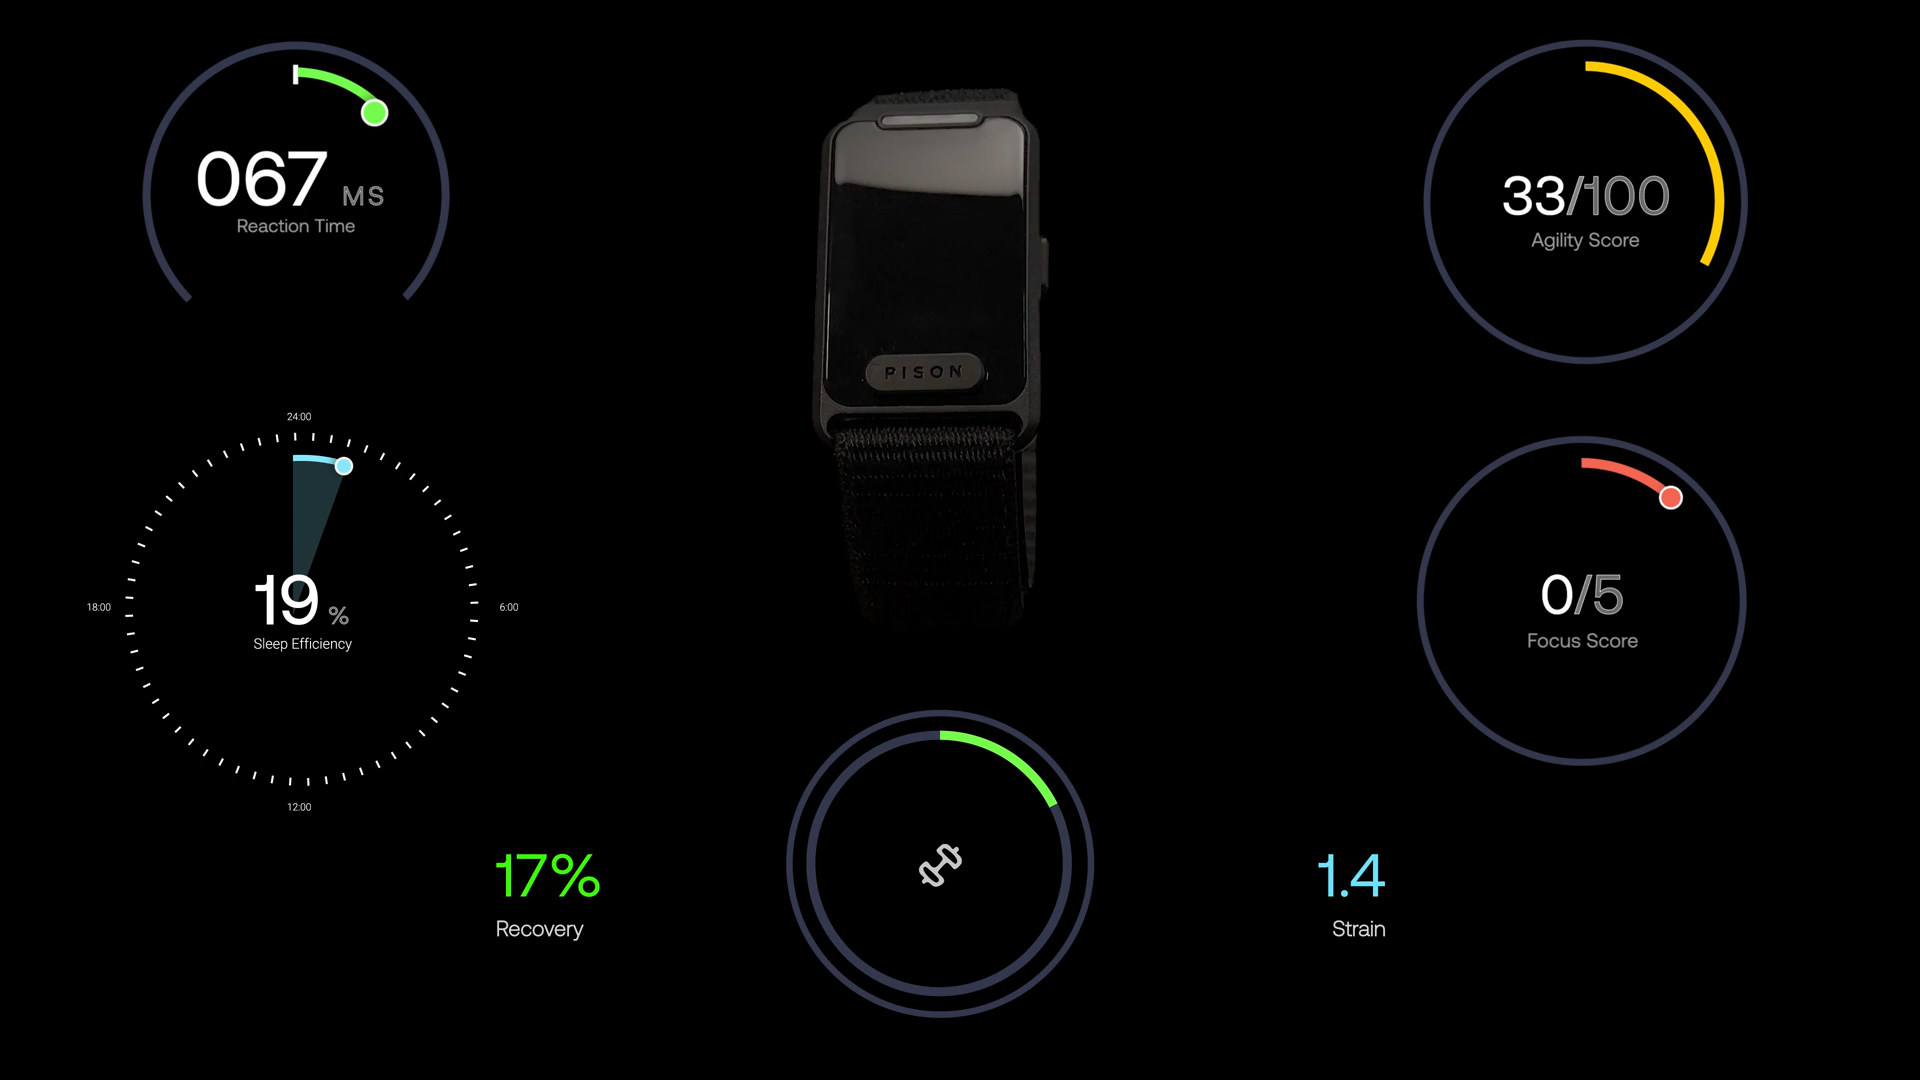 067 MS
Reaction Time
33/100
Agility Score
PISON
24:00
18:00
6:00
19 %
Sleep Efficiency
12:00
0/5
Focus Score
17%
Recovery
1.4
Strain